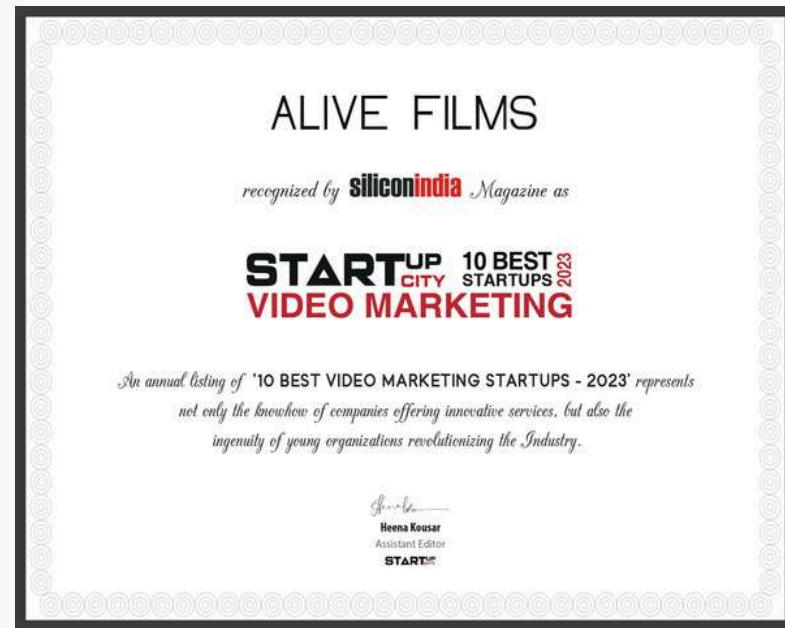 ALIVE FILMS
recognized by siliconindia Magazine as
STARTUP CITY 10 BEST STARTUPS 2023
VIDEO MARKETING
An annual listing of '10 BEST VIDEO MARKETING STARTUPS - 2023' represents
not only the knowhow of companies offering innovative services, but also the
ingenuity of young organizations revolutionizing the Industry.
Heena Kousar
Assistant Editor
STARTUP CITY